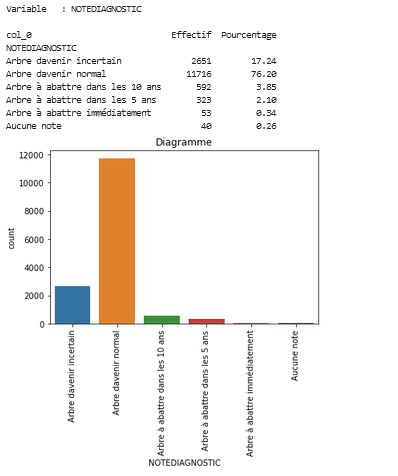 Variable : NOTEDIAGNOSTIC
col_0 Effectif Pourcentage
NOTEDIAGNOSTIC
Arbre davenir incertain 2651 17.24
Arbre davenir normal 11716 76.20
Arbre à abattre dans les 10 ans 592 3.85
Arbre à abattre dans les 5 ans 323 2.10
Arbre à abattre immédiatement 53 0.34
Aucune note 40 0.26
Diagramme
12000
10000
8000
6000
4000
2000
0
count
Arbre davenir incertain
Arbre davenir normal
Arbre à abattre dans les 10 ans
Arbre à abattre dans les 5 ans
Arbre à abattre immédiatement
Aucune note
NOTEDIAGNOSTIC